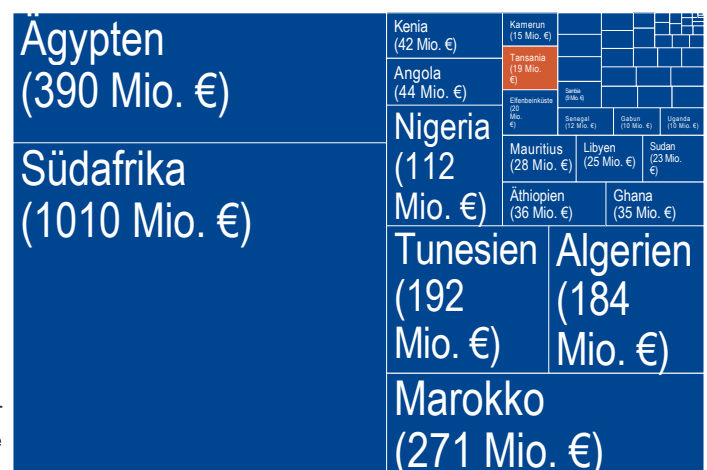 Ägypten
(390 Mio. €)
Südafrika
(1010 Mio. €)
Kenia
(42 Mio. €)
Angola
(44 Mio. €)
Nigeria
(112
Mio. €)
Kamerun
(15 Mio. €)
Tansania
(19 Mio.
€)
Elfenbeinküste
(20
Mio.
€)
Sambia
(9 Mio. €)
Senegal
(12 Mio. €)
Gabun
(10 Mio. €)
Uganda
(10 Mio. €)
Mauritius
(28 Mio. €)
Libyen
(25 Mio. €)
Sudan
(23 Mio.
€)
Äthiopien
(36 Mio. €)
Ghana
(35 Mio. €)
Tunesien
(192
Mio. €)
Algerien
(184
Mio. €)
Marokko
(271 Mio. €)